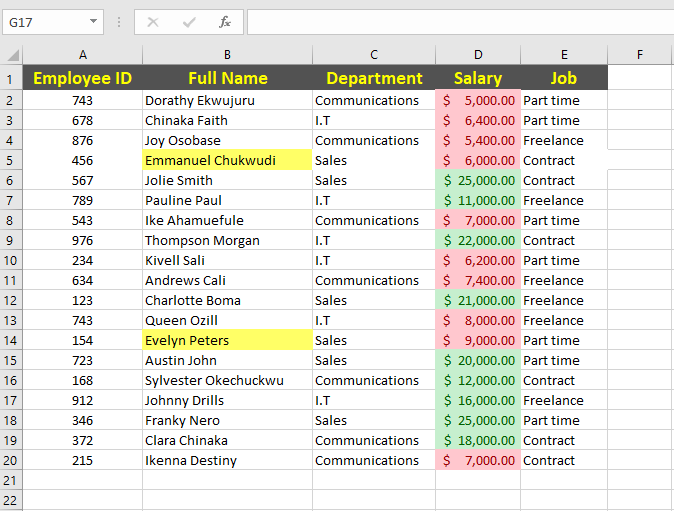 G17 fx
A B C D E F
1 Employee ID Full Name Department Salary Job
2 743 Dorathy Ekwujuru Communications $ 5,000.00 Part time
3 678 Chinaka Faith I.T $ 6,400.00 Part time
4 876 Joy Osobase Communications $ 5,400.00 Freelance
5 456 Emmanuel Chukwudi Sales $ 6,000.00 Contract
6 567 Jolie Smith Sales $ 25,000.00 Contract
7 789 Pauline Paul I.T $ 11,000.00 Freelance
8 543 Ike Ahamuefule Communications $ 7,000.00 Part time
9 976 Thompson Morgan I.T $ 22,000.00 Contract
10 234 Kivell Sali I.T $ 6,200.00 Part time
11 634 Andrews Cali Communications $ 7,400.00 Freelance
12 123 Charlotte Boma Sales $ 21,000.00 Freelance
13 743 Queen Ozill I.T $ 8,000.00 Freelance
14 154 Evelyn Peters Sales $ 9,000.00 Part time
15 723 Austin John Sales $ 20,000.00 Part time
16 168 Sylvester Okechuckwu Communications $ 12,000.00 Contract
17 912 Johnny Drills I.T $ 16,000.00 Freelance
18 346 Franky Nero Sales $ 25,000.00 Part time
19 372 Clara Chinaka Communications $ 18,000.00 Contract
20 215 Ikenna Destiny Communications $ 7,000.00 Contract
21
22